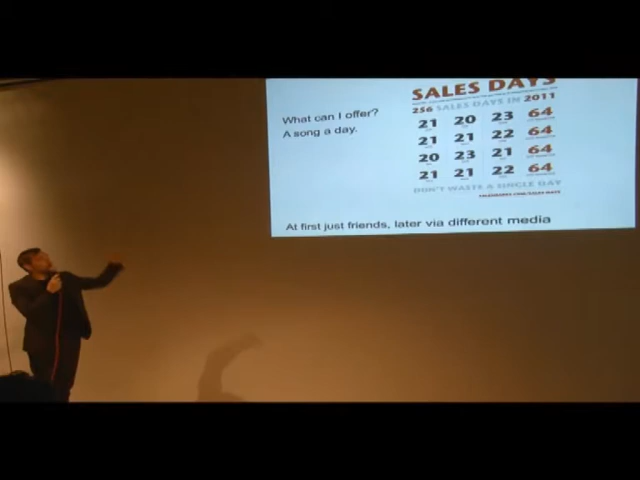 SALES DAYS
256 SALES DAYS IN 2011
What can I offer?
A song a day.
21 20 23 64
21 21 22 64
20 23 21 64
21 21 22 64
DON'T WASTE A SINGLE DAY
At first just friends, later via different media